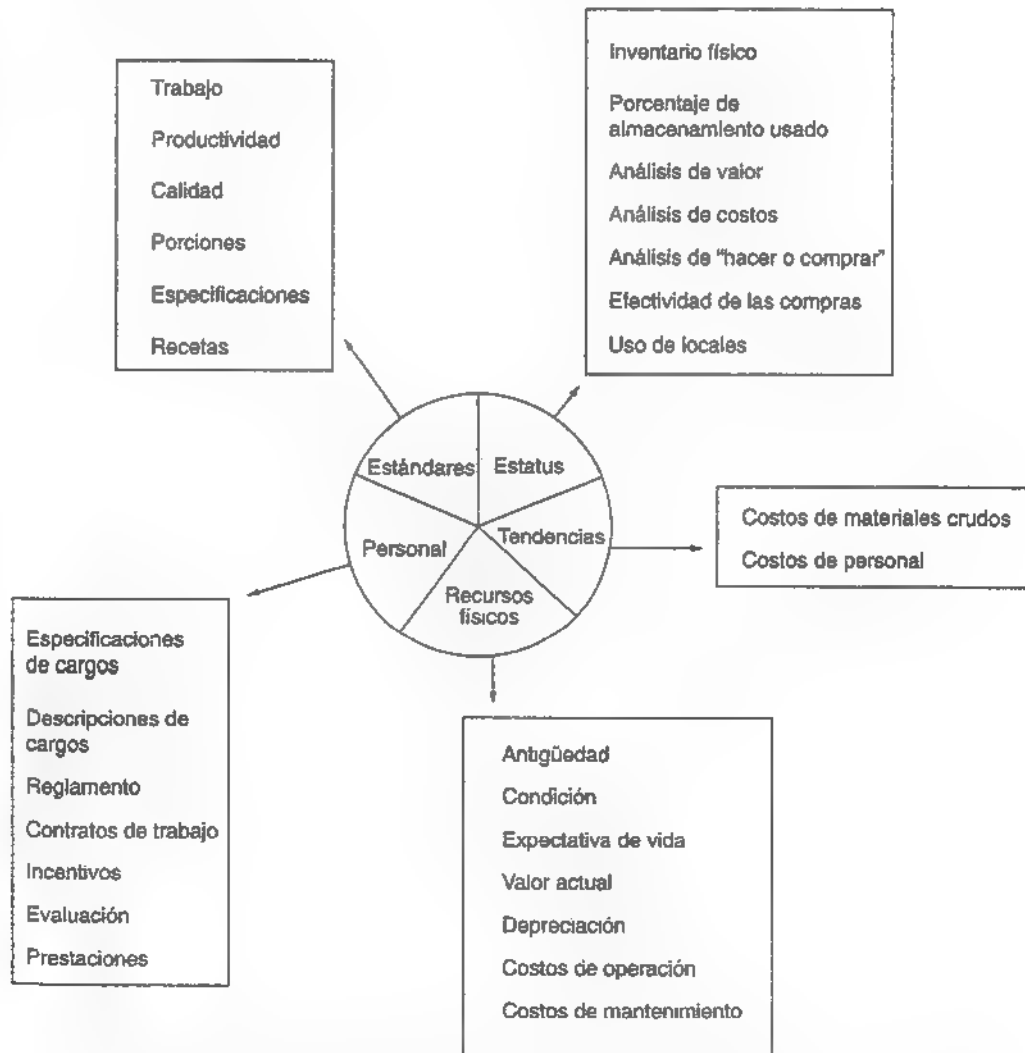 Trabajo
Productividad
Calidad
Porciones
Especificaciones
Recetas
Inventario físico
Porcentaje de
almacenamiento usado
Análisis de valor
Análisis de costos
Análisis de "hacer o comprar"
Efectividad de las compras
Uso de locales
Estándares
Estatus
Personal
Tendencias
Recursos
físicos
Costos de materiales crudos
Costos de personal
Especificaciones
de cargos
Descripciones de
cargos
Reglamento
Contratos de trabajo
Incentivos
Evaluación
Prestaciones
Antigüedad
Condición
Expectativa de vida
Valor actual
Depreciación
Costos de operación
Costos de mantenimiento